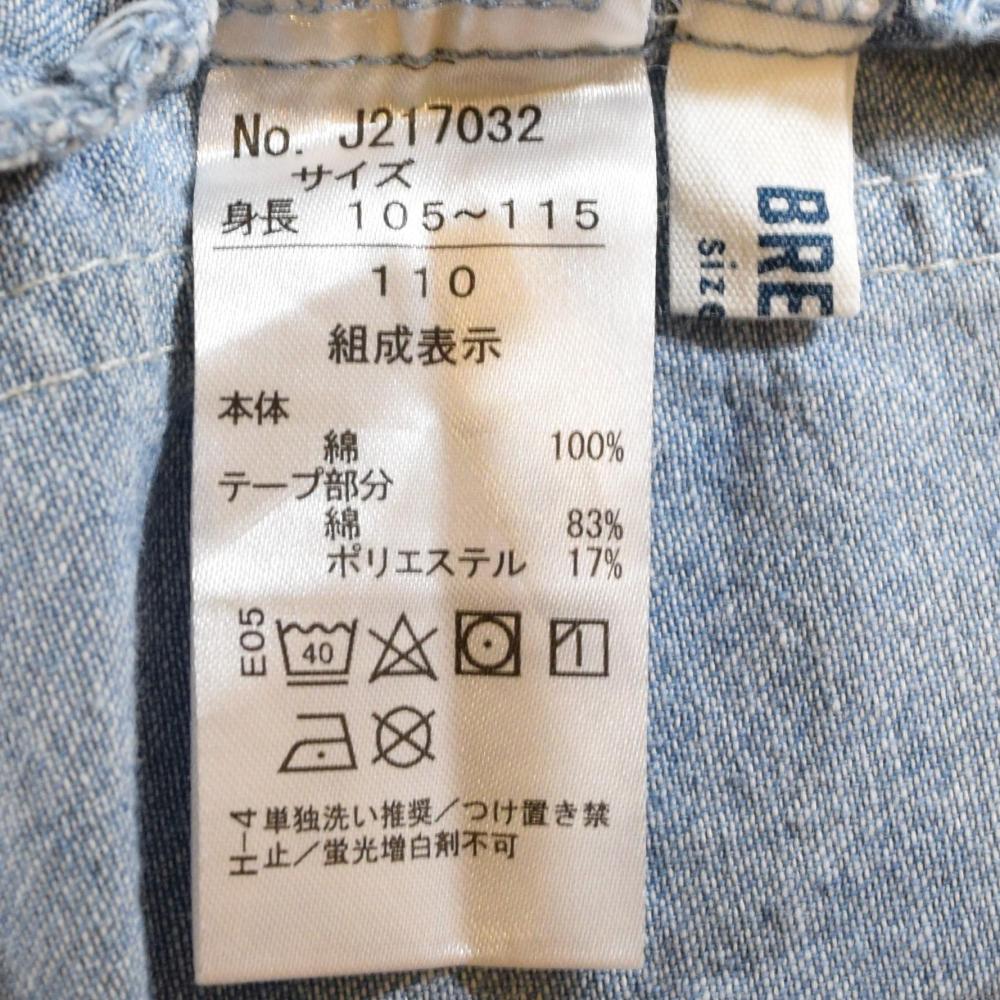 No. J217032
サイズ
身長 105~115
110
組成表示
本体
綿 100%
テープ部分
綿 83%
ポリエステル 17%
E05
40
H-4
単独洗い推奨/つけ置き禁
止/蛍光増白剤不可
BRE
size